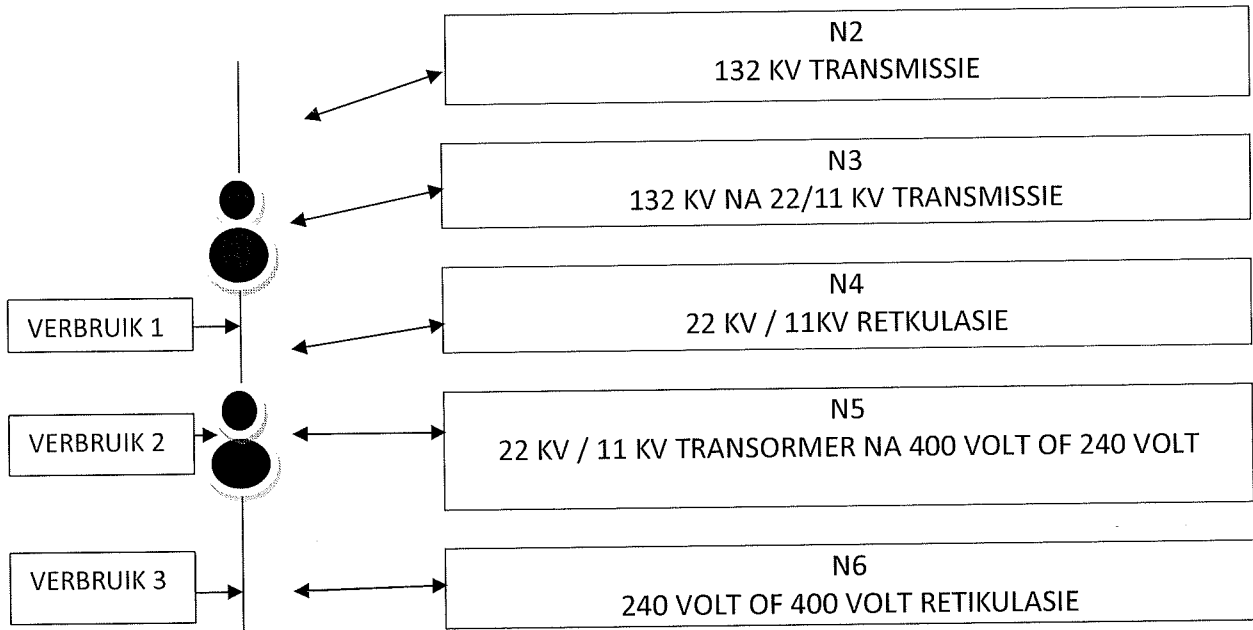 N2
132 KV TRANSMISSIE
N3
132 KV NA 22/11 KV TRANSMISSIE
N4
22 KV / 11KV RETKULASIE
VERBRUIK 1
N5
22 KV / 11 KV TRANSORMER NA 400 VOLT OF 240 VOLT
VERBRUIK 2
N6
240 VOLT OF 400 VOLT RETIKULASIE
VERBRUIK 3